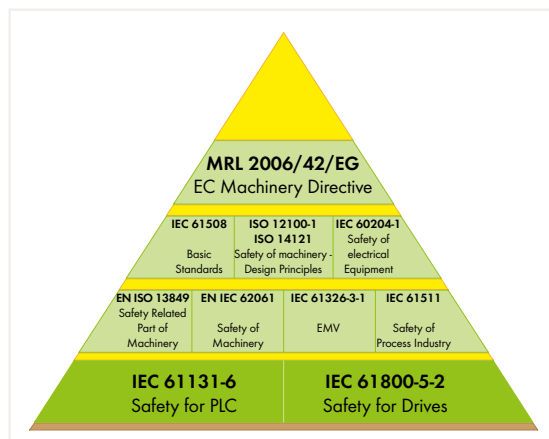 MRL 2006/42/EG
EC Machinery Directive
IEC 61508
Basic
Standards
ISO 12100-1
ISO 14121
Safety of machinery -
Design Principles
IEC 60204-1
Safety of
electrical
Equipment
EN ISO 13849
Safety Related
Part of
Machinery
EN IEC 62061
Safety of
Machinery
IEC 61326-3-1
EMV
IEC 61511
Safety of
Process Industry
IEC 61131-6
Safety for PLC
IEC 61800-5-2
Safety for Drives